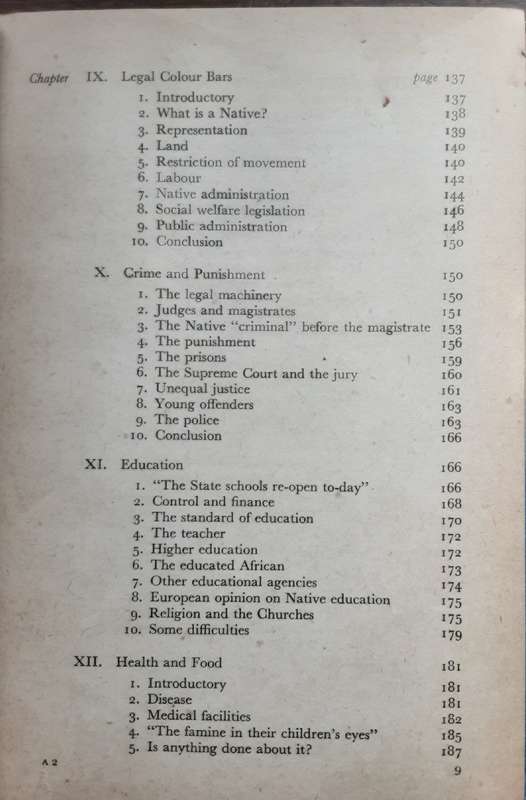 Chapter IX. Legal Colour Bars page 137
1. Introductory 137
2. What is a Native? 138
3. Representation 139
4. Land 140
5. Restriction of movement 140
6. Labour 142
7. Native administration 144
8. Social welfare legislation 146
9. Public administration 148
10. Conclusion 150
X. Crime and Punishment 150
1. The legal machinery 150
2. Judges and magistrates 151
3. The Native "criminal" before the magistrate 153
4. The punishment 156
5. The prisons 159
6. The Supreme Court and the jury 160
7. Unequal justice 161
8. Young offenders 163
9. The police 163
10. Conclusion 166
XI. Education 166
1. "The State schools re-open to-day" 166
2. Control and finance 168
3. The standard of education 170
4. The teacher 172
5. Higher education 172
6. The educated African 173
7. Other educational agencies 174
8. European opinion on Native education 175
9. Religion and the Churches 175
10. Some difficulties 179
XII. Health and Food 181
1. Introductory 181
2. Disease 181
3. Medical facilities 182
4. "The famine in their children's eyes" 185
5. Is anything done about it? 187
A 2
9